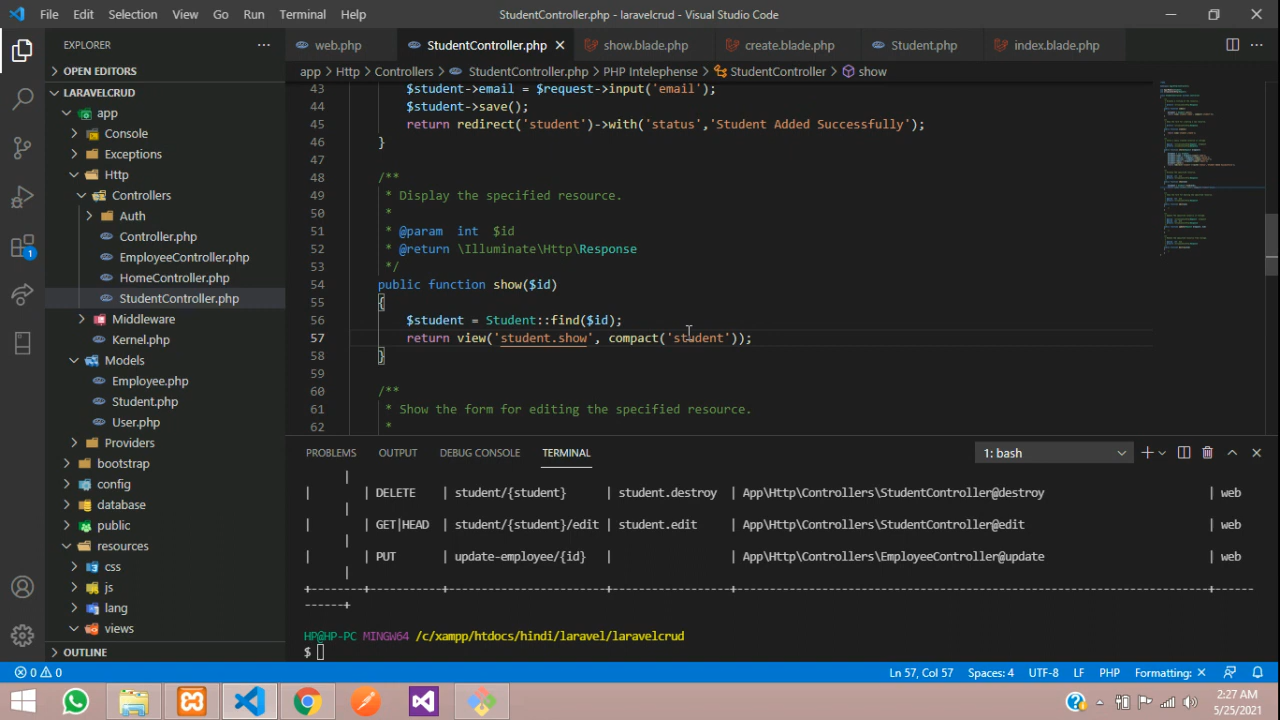 File Edit Selection View Go Run Terminal Help StudentController.php - laravelcrud - Visual Studio Code
EXPLORER
web.php StudentController.php show.blade.php create.blade.php Student.php index.blade.php
app > Http > Controllers > StudentController.php > PHP Intelephense > StudentController > show
OPEN EDITORS
LARAVELCRUD
app
Console
Exceptions
Http
Controllers
Auth
Controller.php
EmployeeController.php
HomeController.php
StudentController.php
Middleware
Kernel.php
Models
Employee.php
Student.php
User.php
Providers
bootstrap
config
database
public
resources
css
js
lang
views
OUTLINE
43 $student->email = $request->input('email');
44 $student->save();
45 return redirect('student')->with('status','Student Added Successfully');
46 }
47
48 /**
49 * Display the specified resource.
50 *
51 * @param int $id
52 * @return \Illuminate\Http\Response
53 */
54 public function show($id)
55 {
56 $student = Student::find($id);
57 return view('student.show', compact('student'));
58 }
59
60 /**
61 * Show the form for editing the specified resource.
62 *
PROBLEMS OUTPUT DEBUG CONSOLE TERMINAL 1: bash
|
| | DELETE | student/{student} | student.destroy | App\Http\Controllers\StudentController@destroy | web
|
| | GET|HEAD | student/{student}/edit | student.edit | App\Http\Controllers\StudentController@edit | web
|
| | PUT | update-employee/{id} | | App\Http\Controllers\EmployeeController@update | web
|
+--------+----------+------------------------+------------------+------------------------------------------------------+------
------+
HP@HP-PC MINGW64 /c/xampp/htdocs/hindi/laravel/laravelcrud
$
0 0 Ln 57, Col 57 Spaces: 4 UTF-8 LF PHP Formatting: ×
2:27 AM
5/25/2021